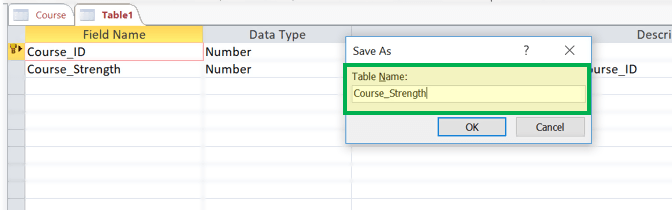 Course
Table1
Field Name
Data Type
Descri
Course_ID
Number
Course_Strength
Number
ourse_ID
Save As
?
Table Name:
Course_Strength
OK
Cancel